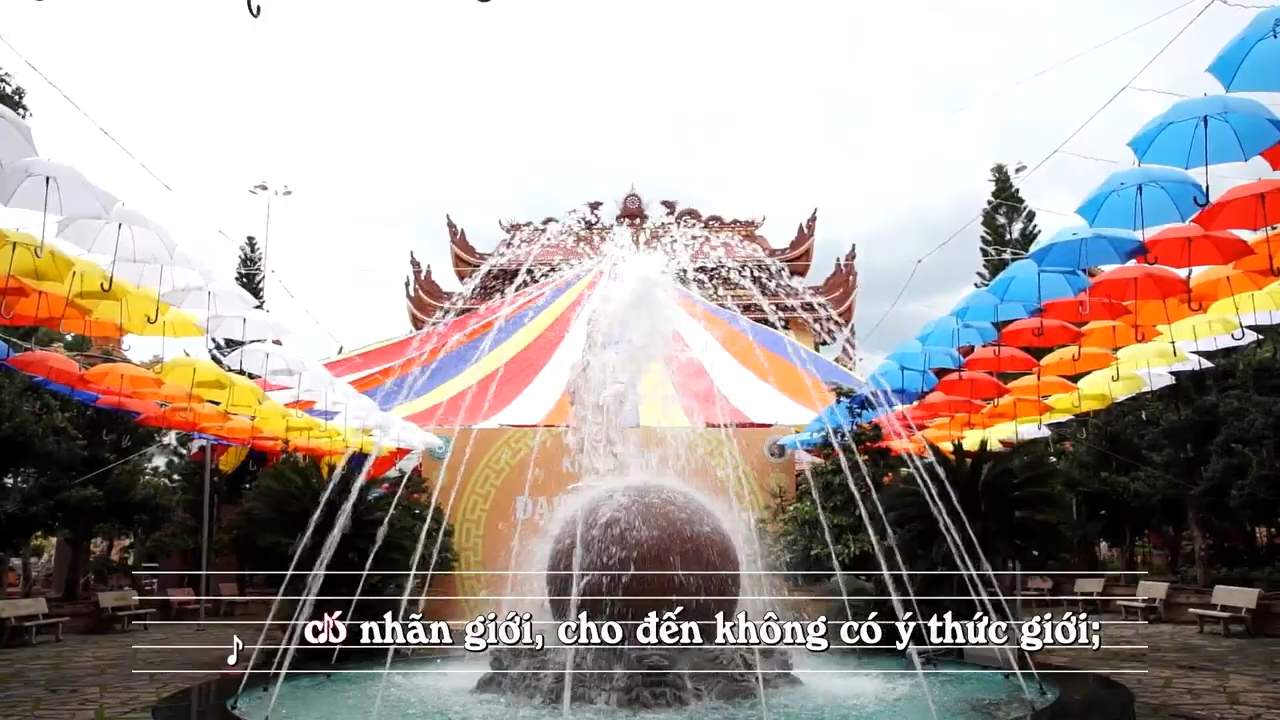 có nhãn giới, cho đến không có ý thức giới;